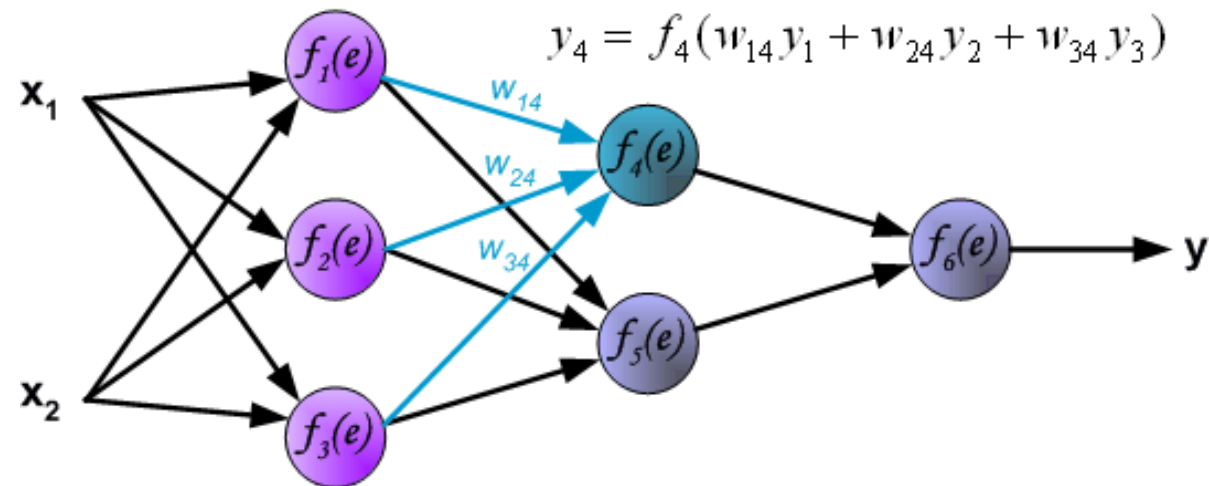 y₄ = f₄(w₁₄y₁ + w₂₄y₂ + w₃₄y₃)
f₁(e)
x₁
w₁₄
f₄(e)
w₂₄
f₂(e)
w₃₄
f₆(e)
y
f₅(e)
x₂
f₃(e)